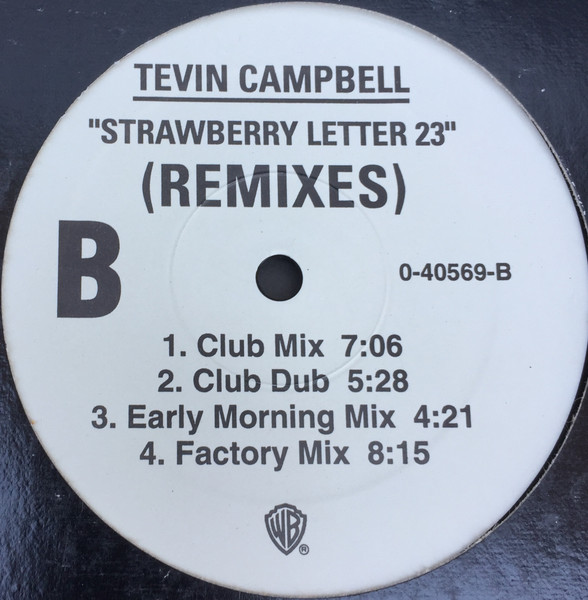 TEVIN CAMPBELL
"STRAWBERRY LETTER 23"
(REMIXES)
B
0-40569-B
1. Club Mix 7:06
2. Club Dub 5:28
3. Early Morning Mix 4:21
4. Factory Mix 8:15
WB®